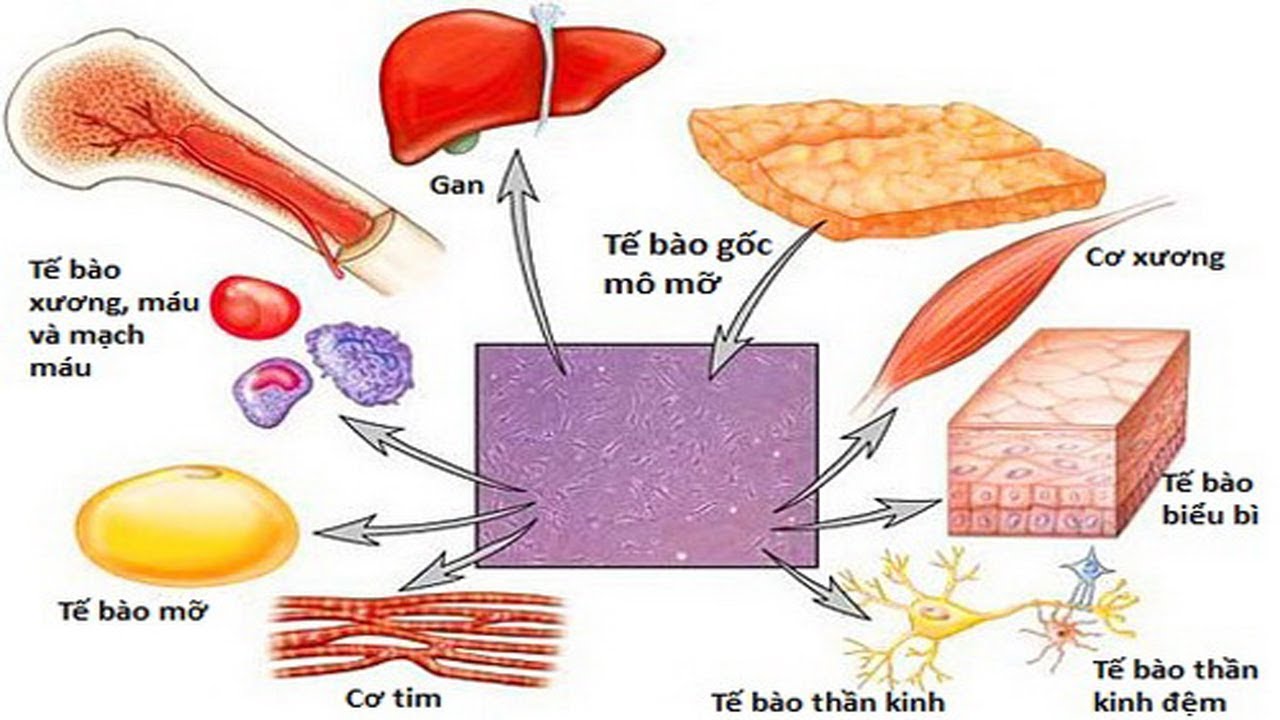 Gan
Tế bào gốc
mô mỡ
Cơ xương
Tế bào
xương, máu
và mạch
máu
Tế bào
biểu bì
Tế bào mỡ
Cơ tim
Tế bào thần kinh
Tế bào thần
kinh đệm